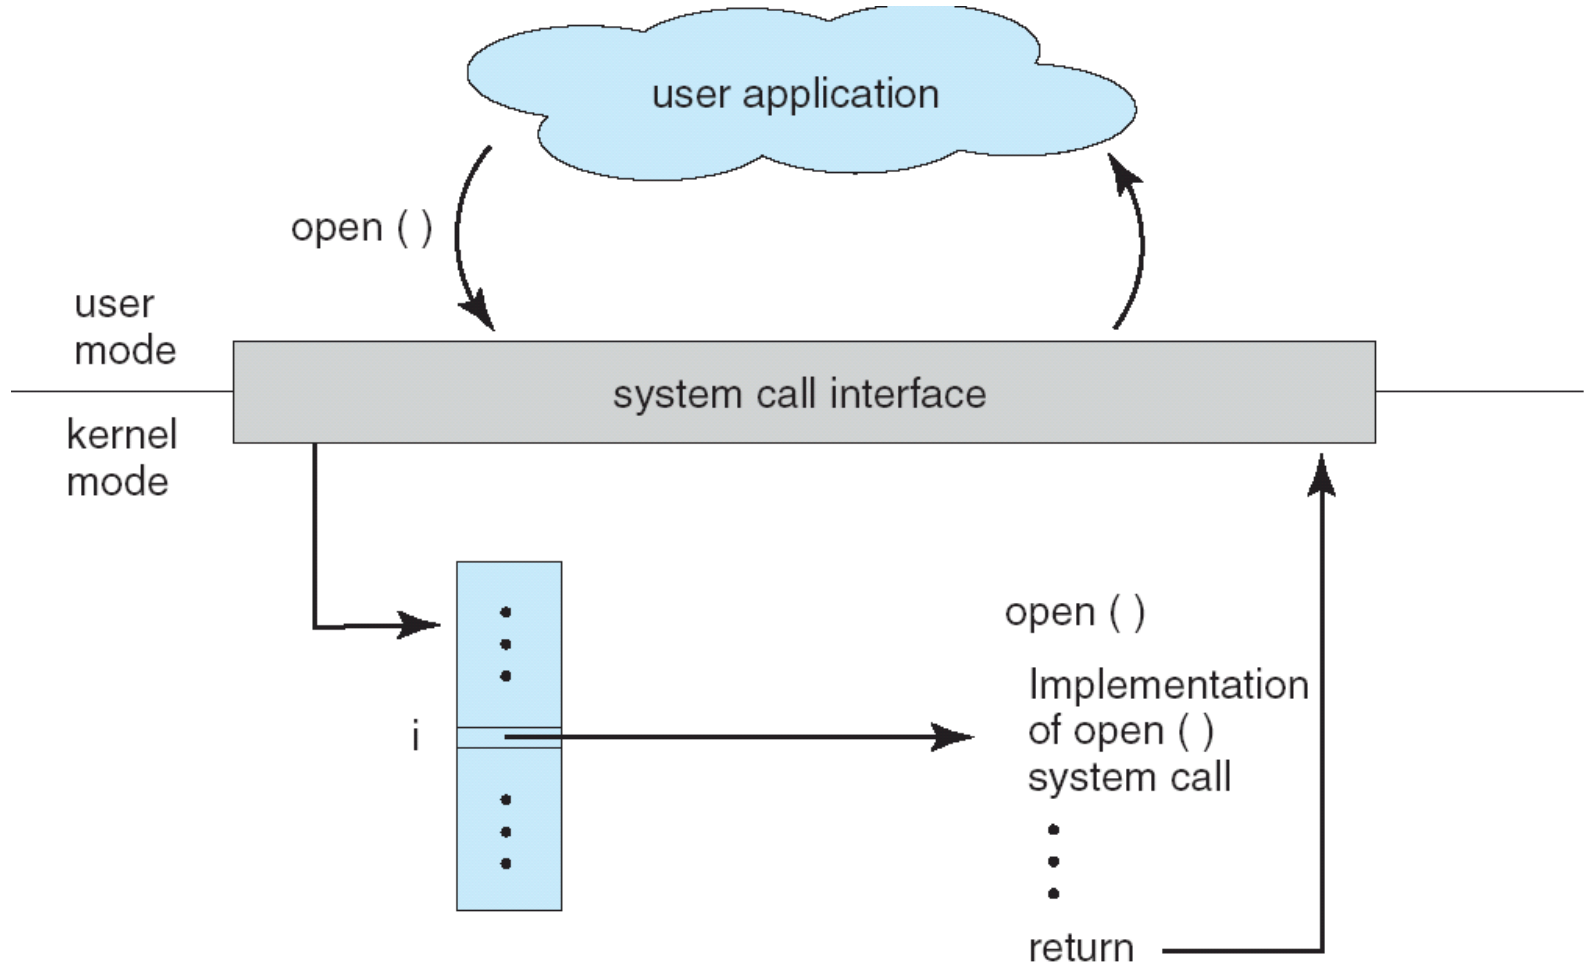 user application
open ( )
user
mode
system call interface
kernel
mode
open ( )
Implementation
of open ( )
system call
i
return